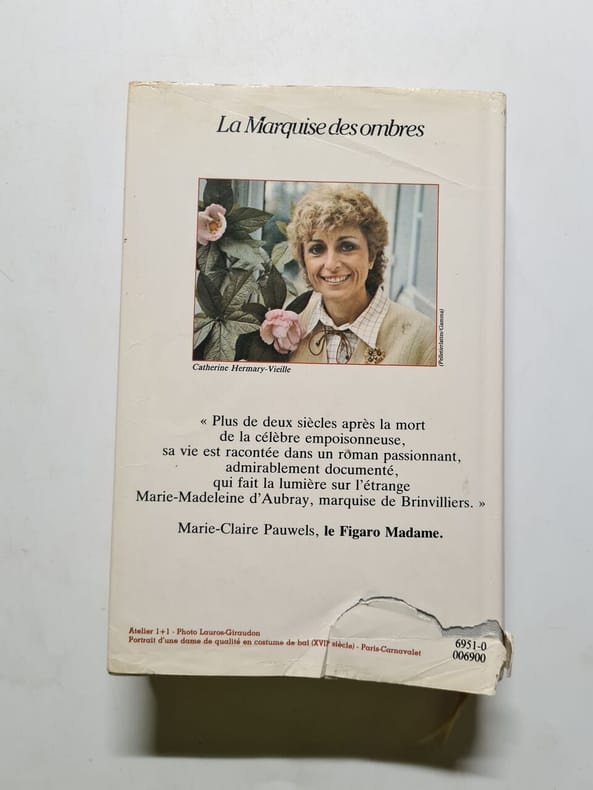 La Marquise des ombres
(Pelletier/atin/Gamma)
Catherine Hermary-Vieille
« Plus de deux siècles après la mort
de la célèbre empoisonneuse,
sa vie est racontée dans un roman passionnant,
admirablement documenté,
qui fait la lumière sur l'étrange
Marie-Madeleine d'Aubray, marquise de Brinvilliers. »
Marie-Claire Pauwels, le Figaro Madame.
Atelier 1+1 - Photo Lauros-Giraudon
Portrait d'une dame de qualité en costume de bal (XVIIe siècle) - Paris-Carnavalet
6951-0
006900